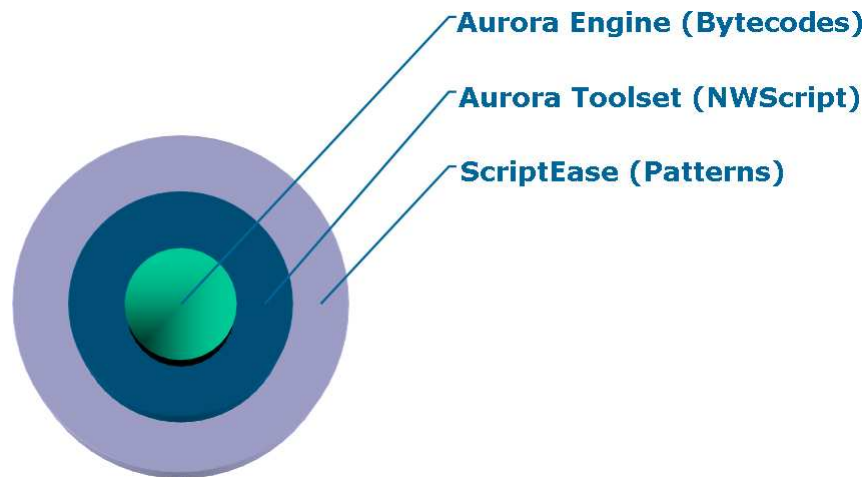 Aurora Engine (Bytecodes)
Aurora Toolset (NWScript)
ScriptEase (Patterns)